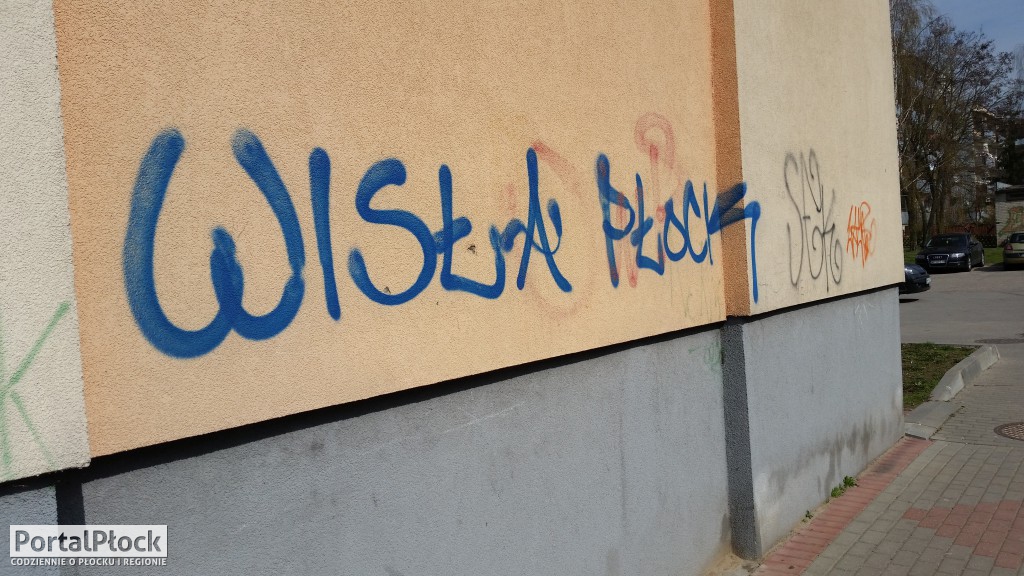 WISŁA PŁOCK
PortalPłock
CODZIENNIE O PŁOCKU I REGIONIE